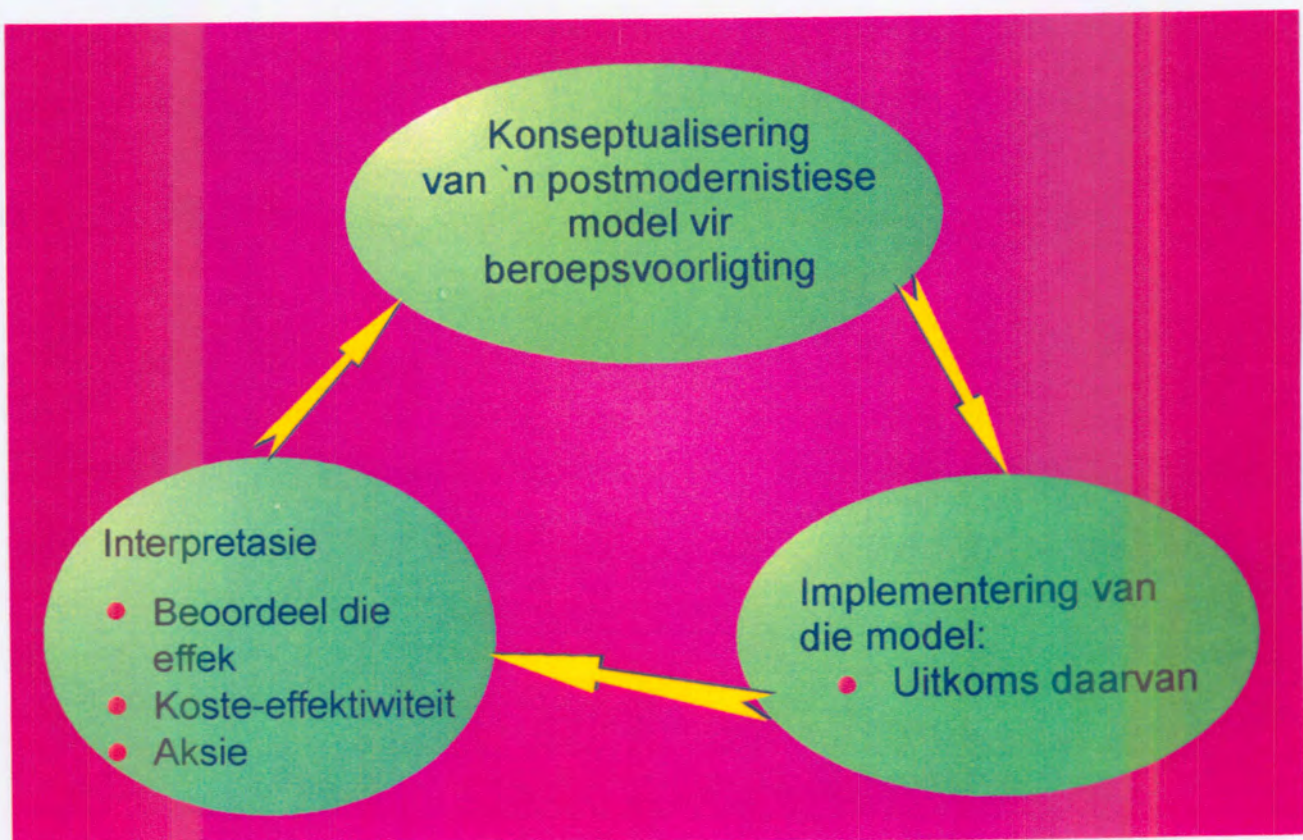 Konseptualisering
van `n postmodernistiese
model vir
beroepsvoorligting
Interpretasie
• Beoordeel die
effek
• Koste-effektiwiteit
• Aksie
Implementering van
die model:
• Uitkoms daarvan